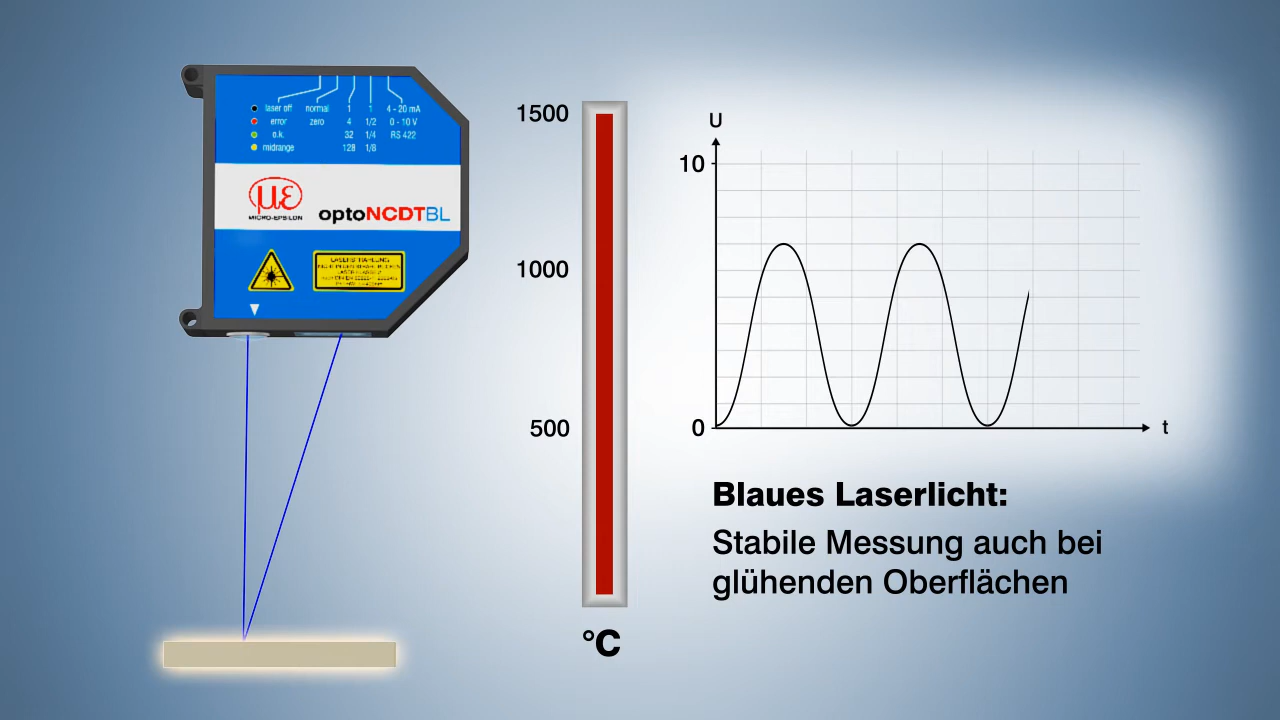 laser off normal 1 1 4 - 20 mA
error zero 4 1/2 0 - 10 V
o.k. 32 1/4 RS 422
midrange 128 1/8
µε
MICRO-EPSILON
optoNCDTBL
LASERSTRAHLUNG
1500
1000
500
°C
U
10
0
t
Blaues Laserlicht:
Stabile Messung auch bei
glühenden Oberflächen